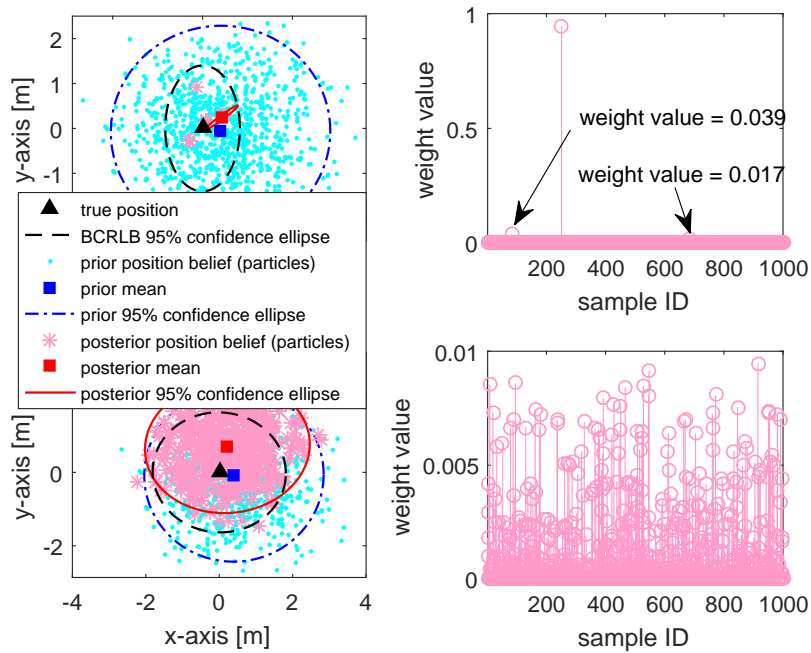 2
1
0
-1
y-axis [m]
true position
BCRLB 95% confidence ellipse
prior position belief (particles)
prior mean
prior 95% confidence ellipse
posterior position belief (particles)
posterior mean
posterior 95% confidence ellipse
0
-2
y-axis [m]
-4 -2 0 2 4
x-axis [m]
1
0.5
0
weight value
weight value = 0.039
weight value = 0.017
200 400 600 800 1000
sample ID
0.01
0.005
0
weight value
200 400 600 800 1000
sample ID